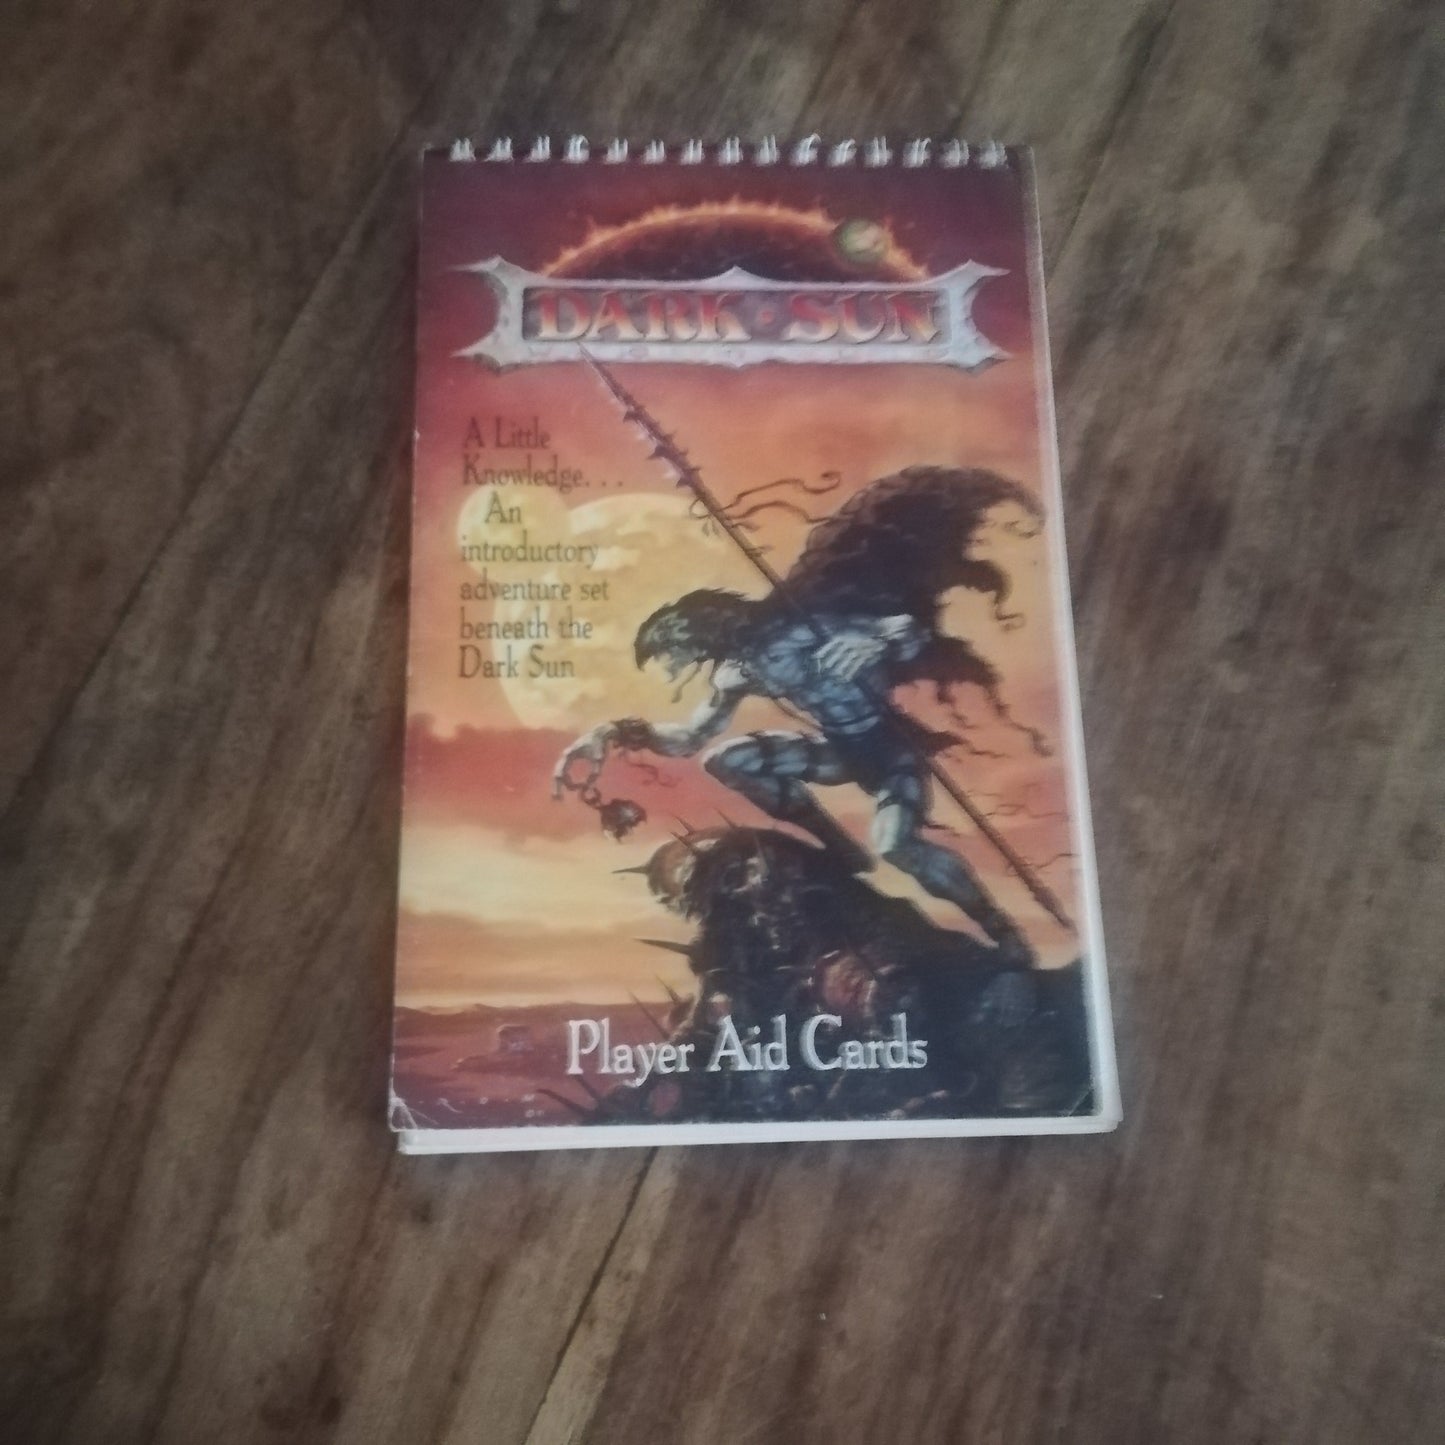 DARK • SUN
A Little
Knowledge. . .
An
introductory
adventure set
beneath the
Dark Sun
Player Aid Cards